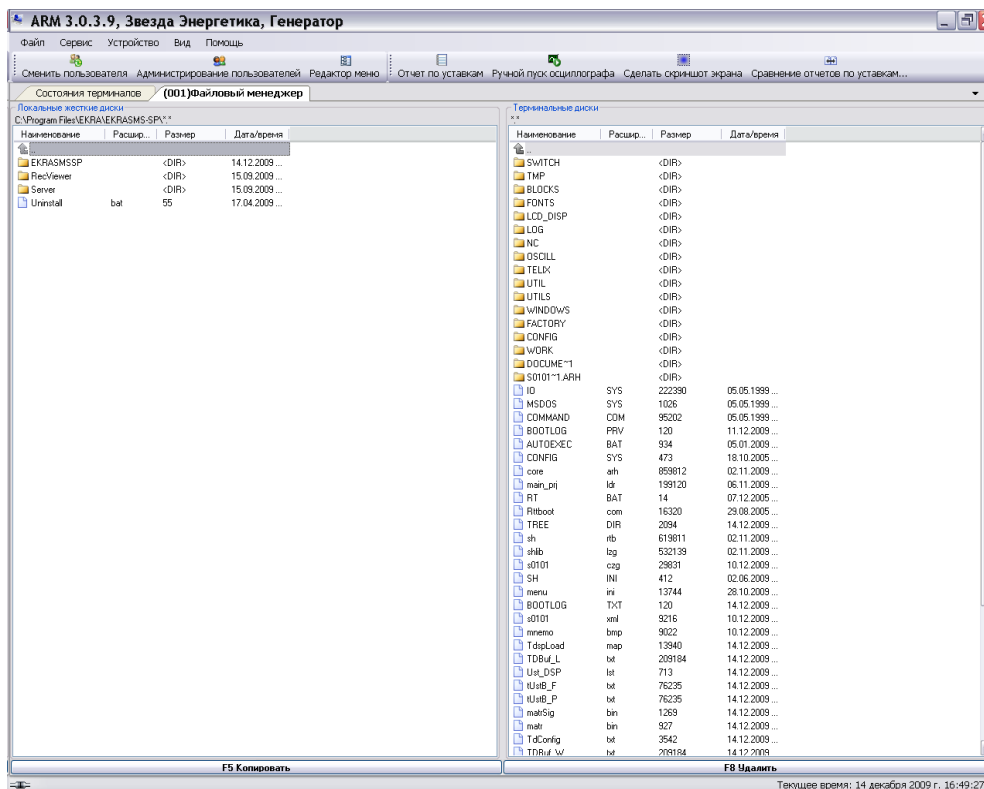 ARM 3.0.3.9, Звезда Энергетика, Генератор
Файл Сервис Устройство Вид Помощь
Сменить пользователя Администрирование пользователей Редактор меню Отчет по уставкам Ручной пуск осциллографа Сделать скриншот экрана Сравнение отчетов по уставкам...
Состояния терминалов (001)Файловый менеджер
Локальные жесткие диски
C:\Program Files\EKRA\EKRASMS-SP\*.*
Наименование Расшир... Размер Дата/время
..
EKRASMSSP <DIR> 14.12.2009 ...
RecViewer <DIR> 15.09.2009 ...
Server <DIR> 15.09.2009 ...
Uninstall bat 55 17.04.2009 ...
Терминальные диски
*.*
Наименование Расшир... Размер Дата/время
..
SWITCH <DIR>
TMP <DIR>
BLOCKS <DIR>
FONTS <DIR>
LCD_DISP <DIR>
LOG <DIR>
NC <DIR>
OSCILL <DIR>
TELIX <DIR>
UTIL <DIR>
UTILS <DIR>
WINDOWS <DIR>
FACTORY <DIR>
CONFIG <DIR>
WORK <DIR>
DOCUME~1 <DIR>
S0101~1.ARH <DIR>
IO SYS 222390 05.05.1999 ...
MSDOS SYS 1026 05.05.1999 ...
COMMAND COM 95202 05.05.1999 ...
BOOTLOG PRV 120 11.12.2009 ...
AUTOEXEC BAT 934 05.01.2009 ...
CONFIG SYS 473 18.10.2005 ...
core arh 859812 02.11.2009 ...
main_prj ldr 199120 06.11.2009 ...
RT BAT 14 07.12.2005 ...
Rttboot com 16320 29.08.2005 ...
TREE DIR 2094 14.12.2009 ...
sh rtb 619811 02.11.2009 ...
shlib lzg 532139 02.11.2009 ...
s0101 czg 29831 10.12.2009 ...
SH INI 412 02.06.2009 ...
menu ini 13744 28.10.2009 ...
BOOTLOG TXT 120 14.12.2009 ...
s0101 xml 9216 10.12.2009 ...
mnemo bmp 9022 10.12.2009 ...
TdspLoad map 13940 14.12.2009 ...
TDBuf_L txt 209184 14.12.2009 ...
Ust_DSP lst 713 14.12.2009 ...
tUstB_F txt 76235 14.12.2009 ...
tUstB_P txt 76235 14.12.2009 ...
matrSig bin 1269 14.12.2009 ...
matr bin 927 14.12.2009 ...
TdConfig txt 3542 14.12.2009 ...
TDBuf_W txt 209184 14.12.2009 ...
F5 Копировать F8 Удалить
Текущее время: 14 декабря 2009 г. 16:49:27